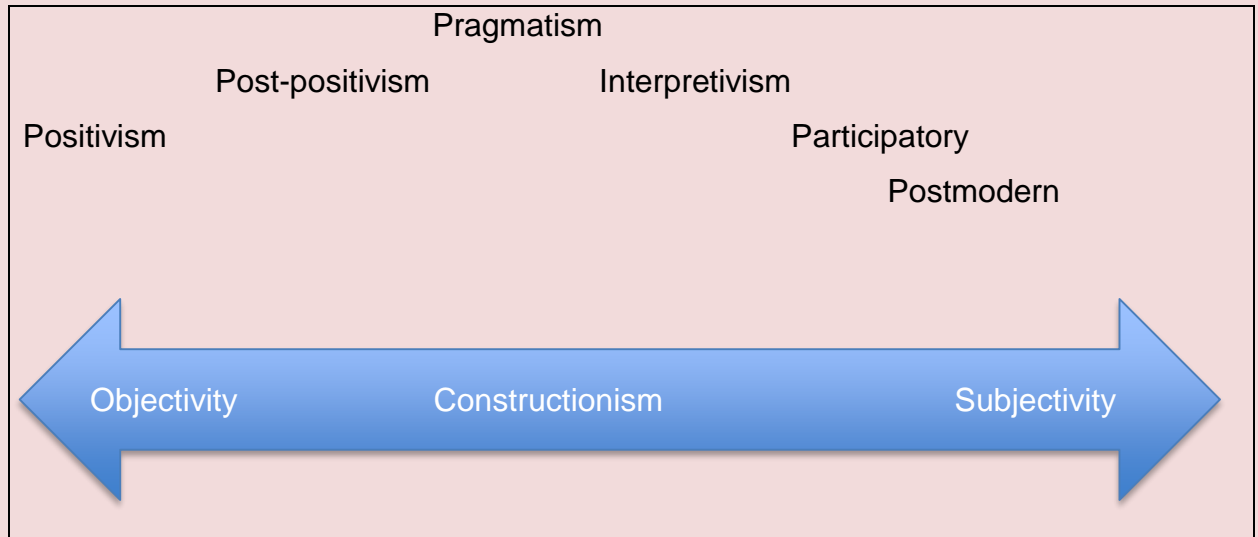 Pragmatism
Post-positivism Interpretivism
Positivism Participatory
Postmodern
Objectivity Constructionism Subjectivity